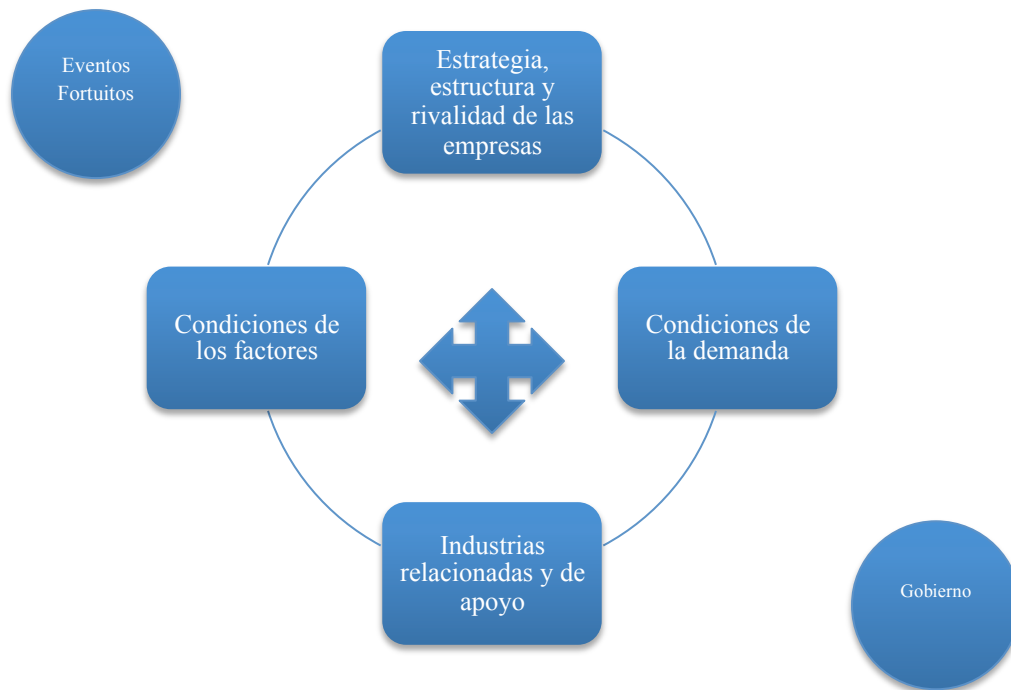 Eventos
Fortuitos
Estrategia,
estructura y
rivalidad de las
empresas
Condiciones de
los factores
Condiciones de
la demanda
Industrias
relacionadas y de
apoyo
Gobierno